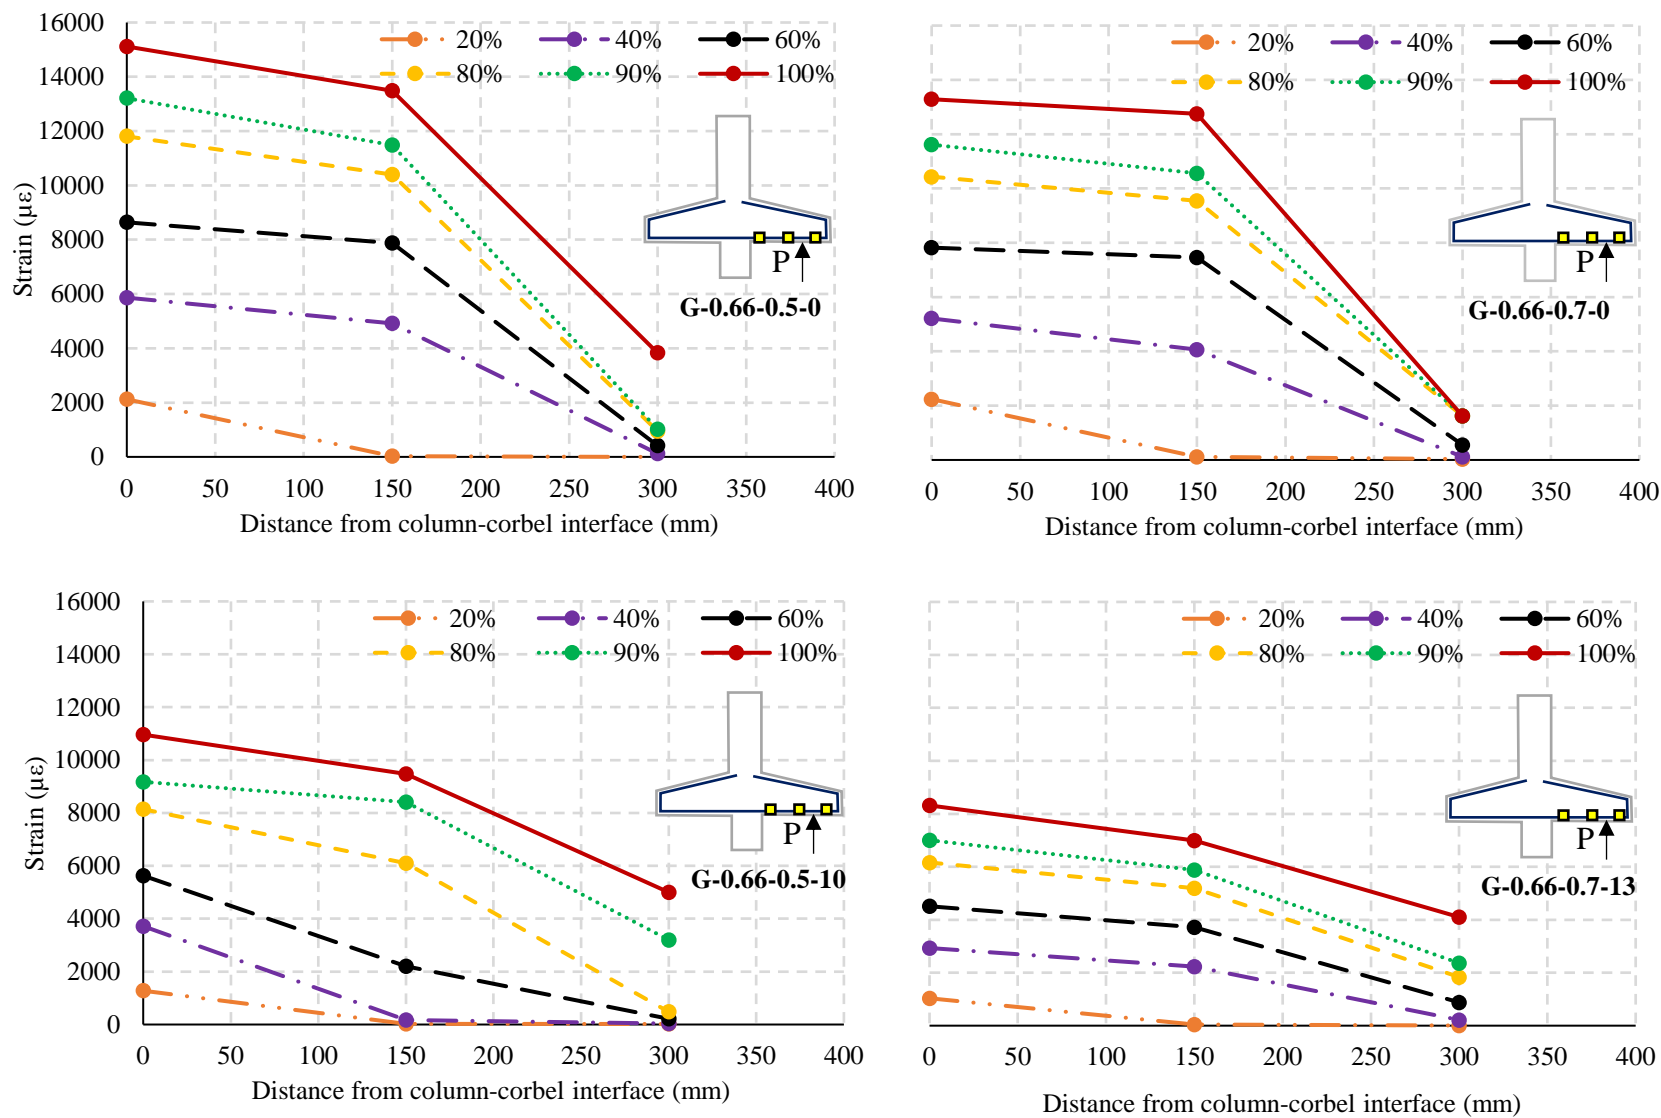 16000
14000
12000
10000
8000
6000
4000
2000
0
Strain (με)
20% 40% 60%
80% 90% 100%
P
G-0.66-0.5-0
0 50 100 150 200 250 300 350 400
Distance from column-corbel interface (mm)
20% 40% 60%
80% 90% 100%
P
G-0.66-0.7-0
0 50 100 150 200 250 300 350 400
Distance from column-corbel interface (mm)
16000
14000
12000
10000
8000
6000
4000
2000
0
Strain (με)
20% 40% 60%
80% 90% 100%
P
G-0.66-0.5-10
0 50 100 150 200 250 300 350 400
Distance from column-corbel interface (mm)
20% 40% 60%
80% 90% 100%
P
G-0.66-0.7-13
0 50 100 150 200 250 300 350 400
Distance from column-corbel interface (mm)